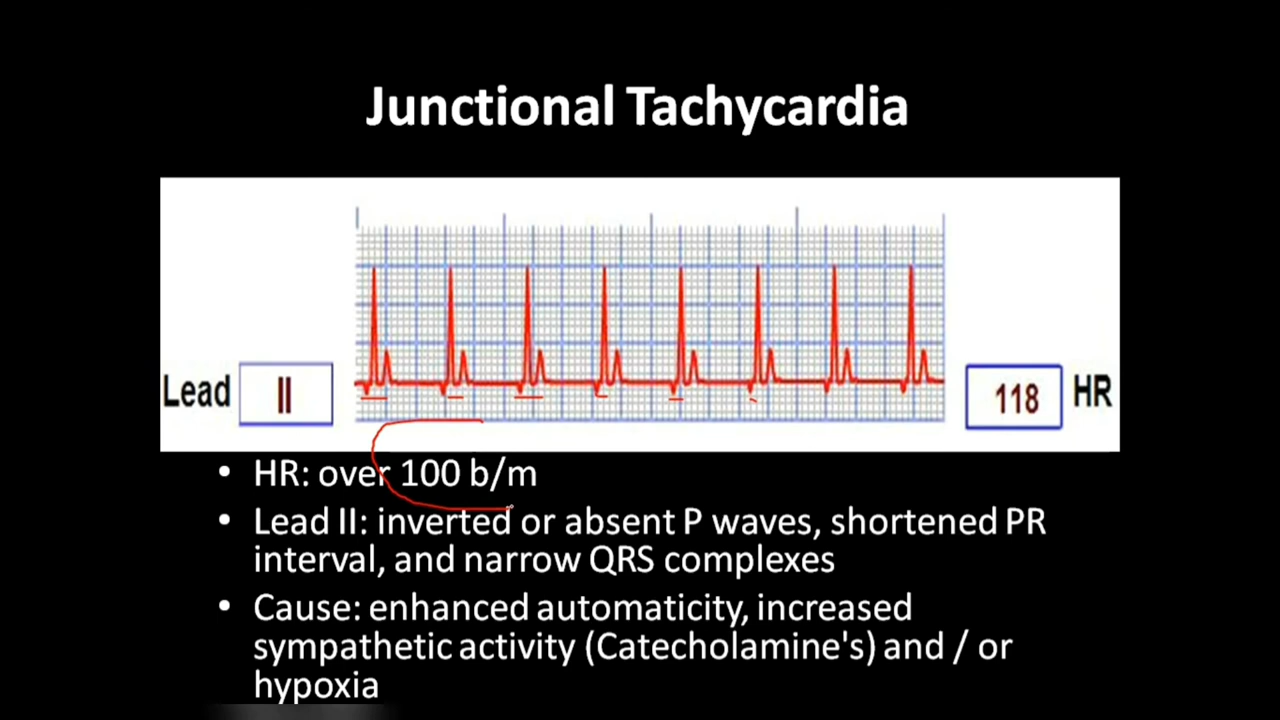 Junctional Tachycardia
Lead II
118 HR
• HR: over 100 b/m
• Lead II: inverted or absent P waves, shortened PR
interval, and narrow QRS complexes
• Cause: enhanced automaticity, increased
sympathetic activity (Catecholamine's) and / or
hypoxia